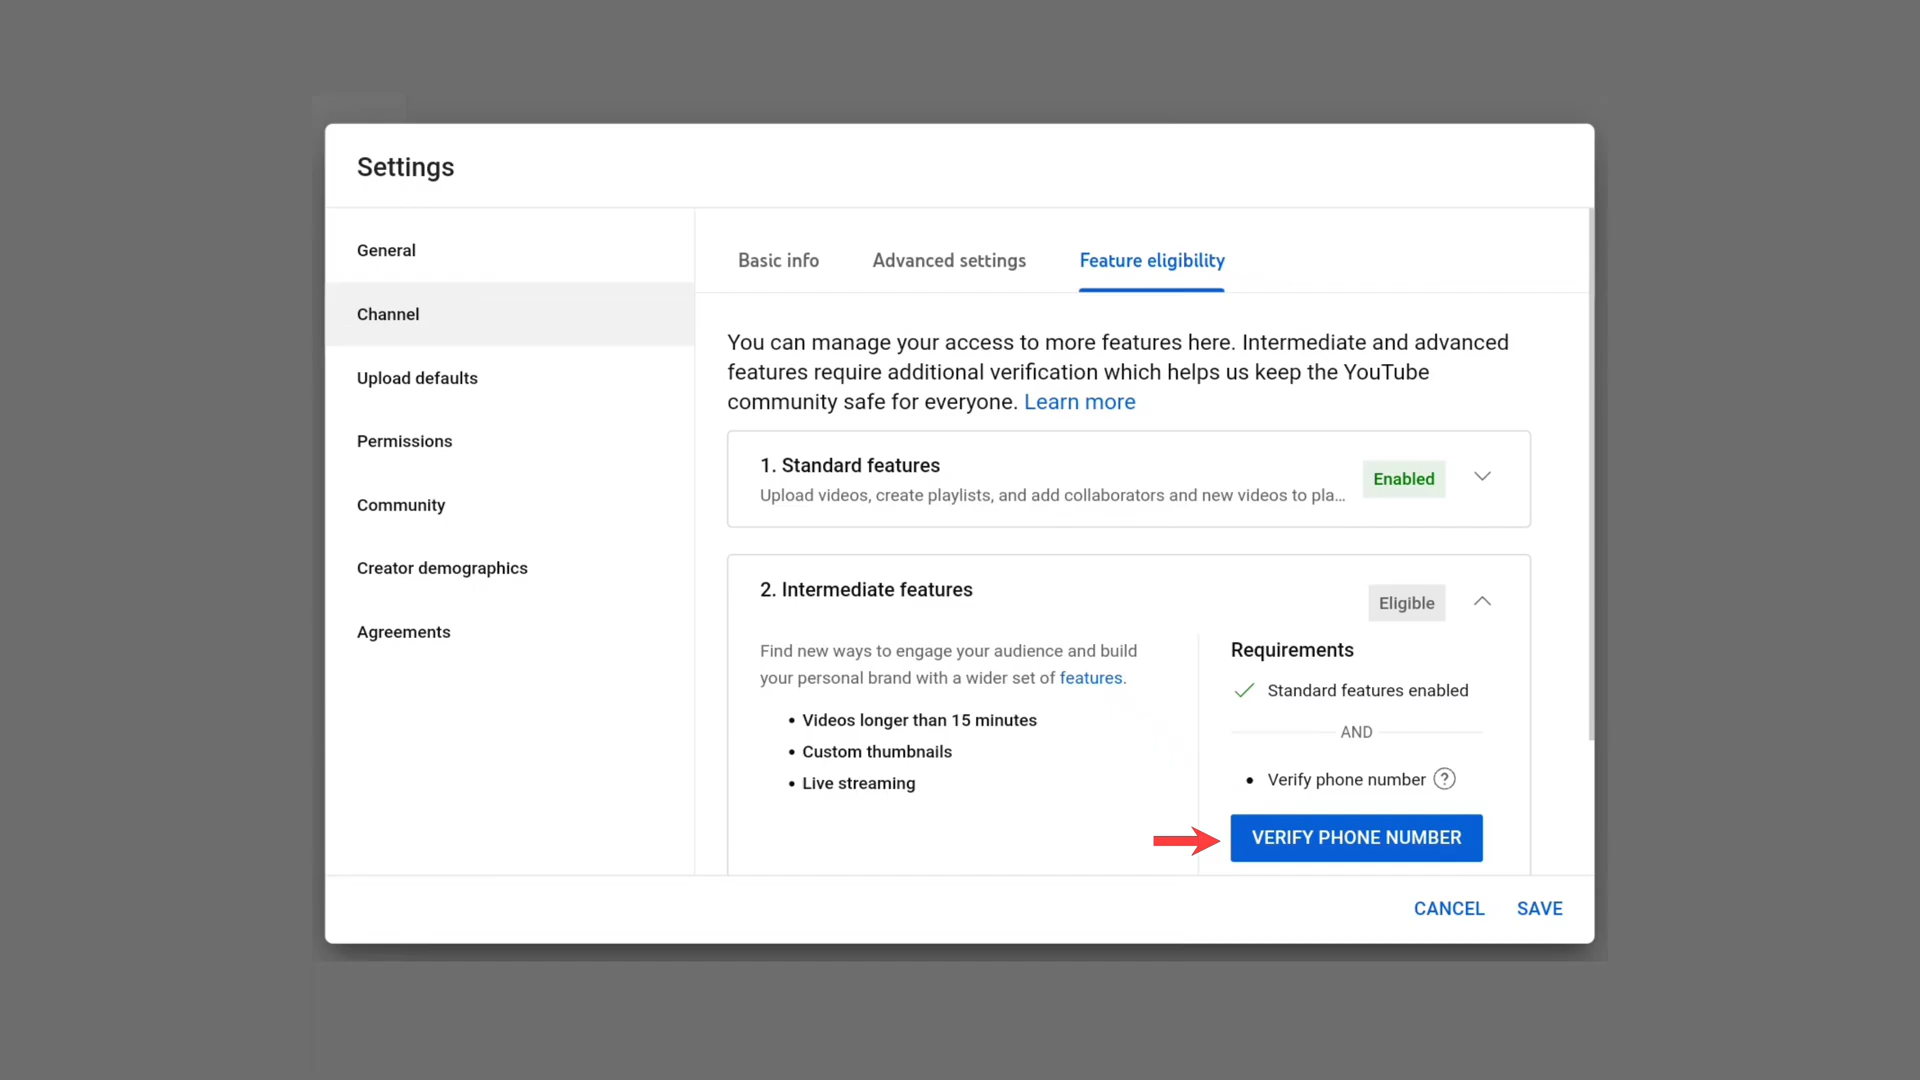 Settings
General
Channel
Upload defaults
Permissions
Community
Creator demographics
Agreements
Basic info
Advanced settings
Feature eligibility
You can manage your access to more features here. Intermediate and advanced
features require additional verification which helps us keep the YouTube
community safe for everyone. Learn more
1. Standard features
Upload videos, create playlists, and add collaborators and new videos to pla...
Enabled
2. Intermediate features
Eligible
Find new ways to engage your audience and build
your personal brand with a wider set of features.
• Videos longer than 15 minutes
• Custom thumbnails
• Live streaming
Requirements
Standard features enabled
AND
• Verify phone number ?
VERIFY PHONE NUMBER
CANCEL
SAVE